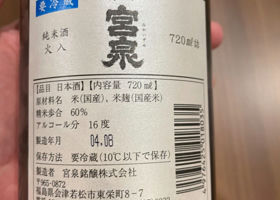 要冷蔵
純米酒
火入
宮泉
720ml詰
【品目 日本酒】【内容量 720ml】
原材料名 米(国産)、米麹(国産米)
精米歩合 60%
アルコール分 16度
製造年月 04.08
保存方法 要冷蔵(10℃以下で保存)
製造者 宮泉銘醸株式会社
〒965-0872
福島県会津若松市東栄町8−7